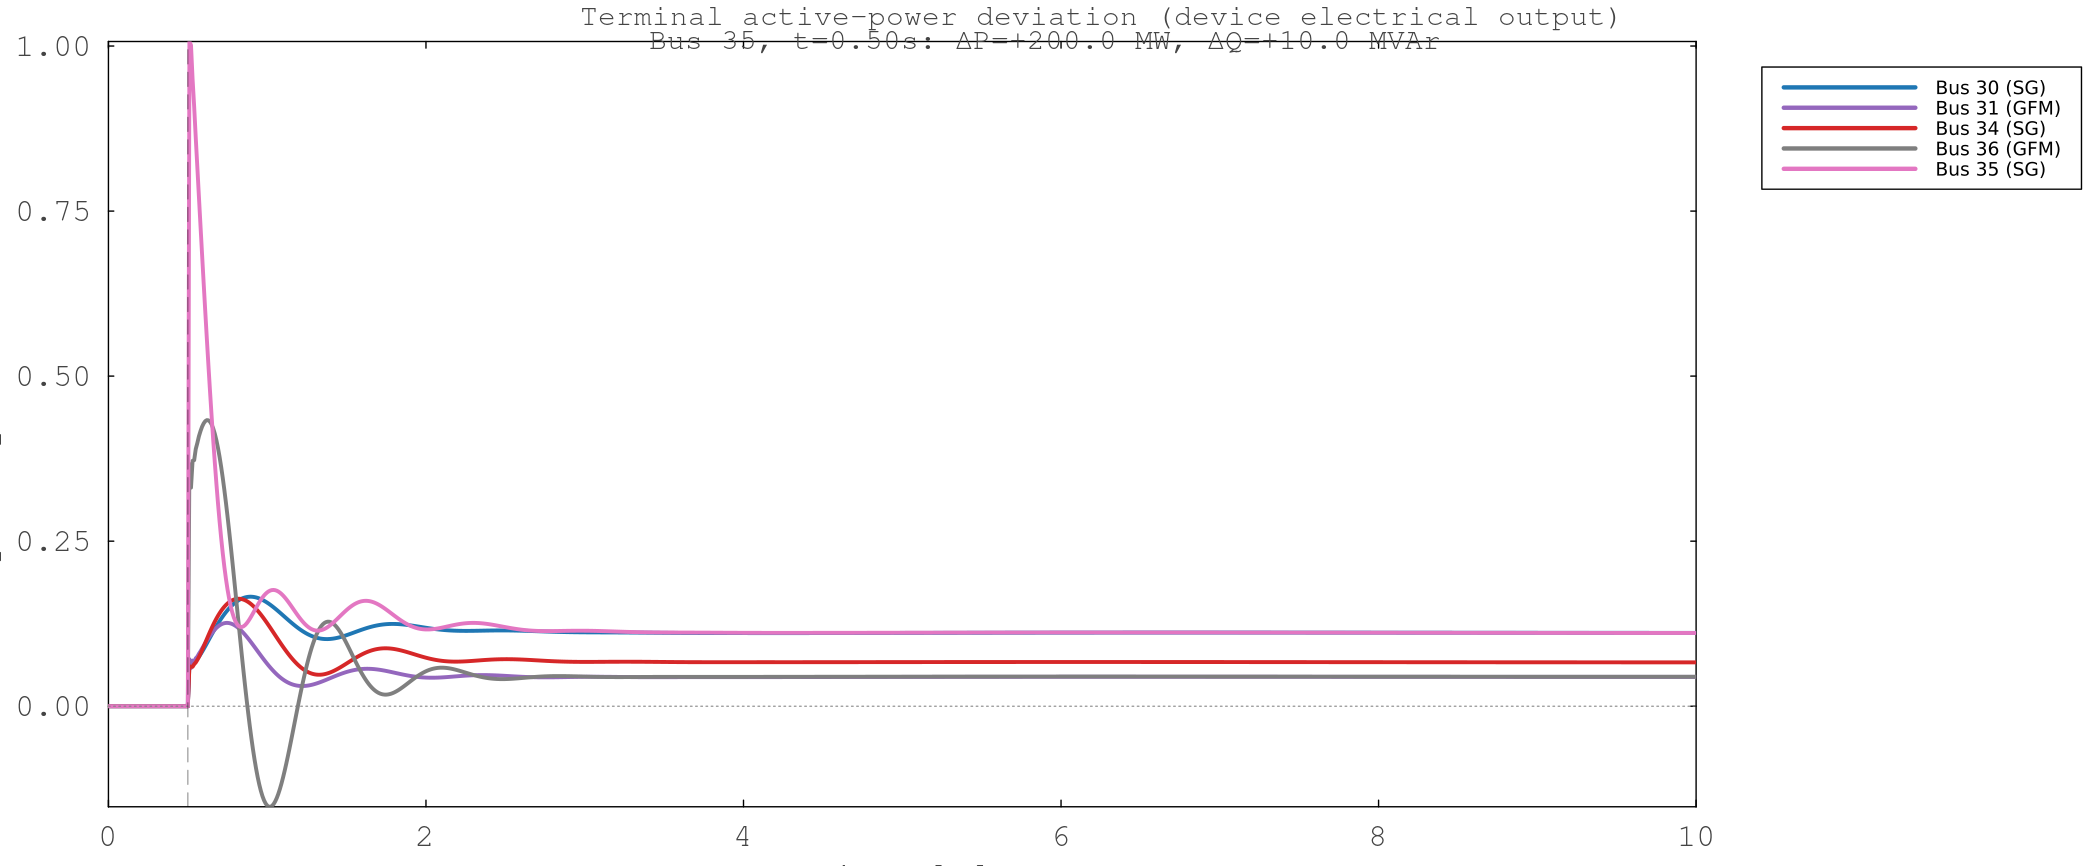 Terminal active-power deviation (device electrical output)
Bus 35, t=0.50s: ΔP=+200.0 MW, ΔQ=+10.0 MVAr
1.00
0.75
0.50
0.25
0.00
0
2
4
6
8
10
Bus 30 (SG)
Bus 31 (GFM)
Bus 34 (SG)
Bus 36 (GFM)
Bus 35 (SG)